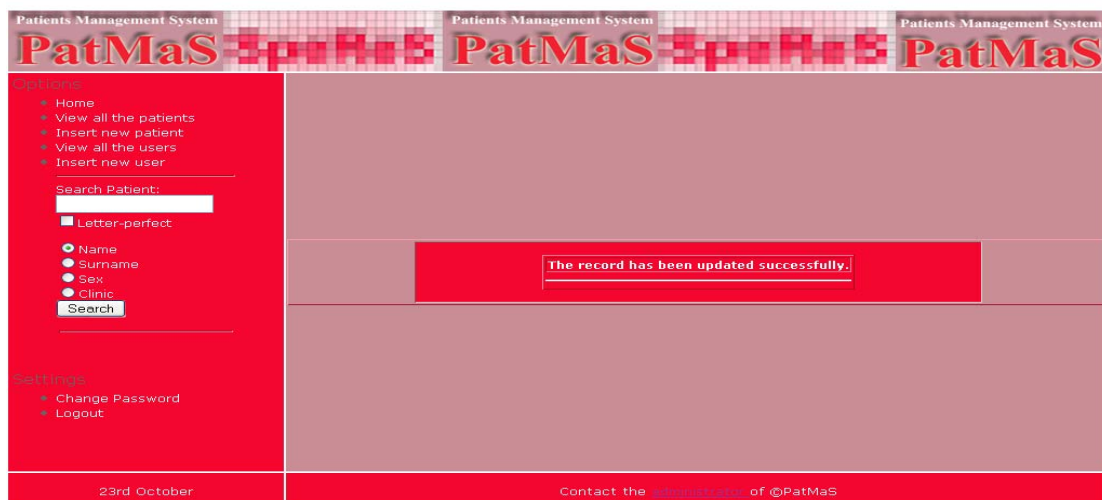 Patients Management System Patients Management System Patients Management System
PatMaS PatMaS PatMaS
Options
Home
View all the patients
Insert new patient
View all the users
Insert new user
Search Patient:
Letter-perfect
Name
Surname
Sex
Clinic
Search
Settings
Change Password
Logout
The record has been updated successfully.
23rd October
Contact the administrator of ©PatMaS